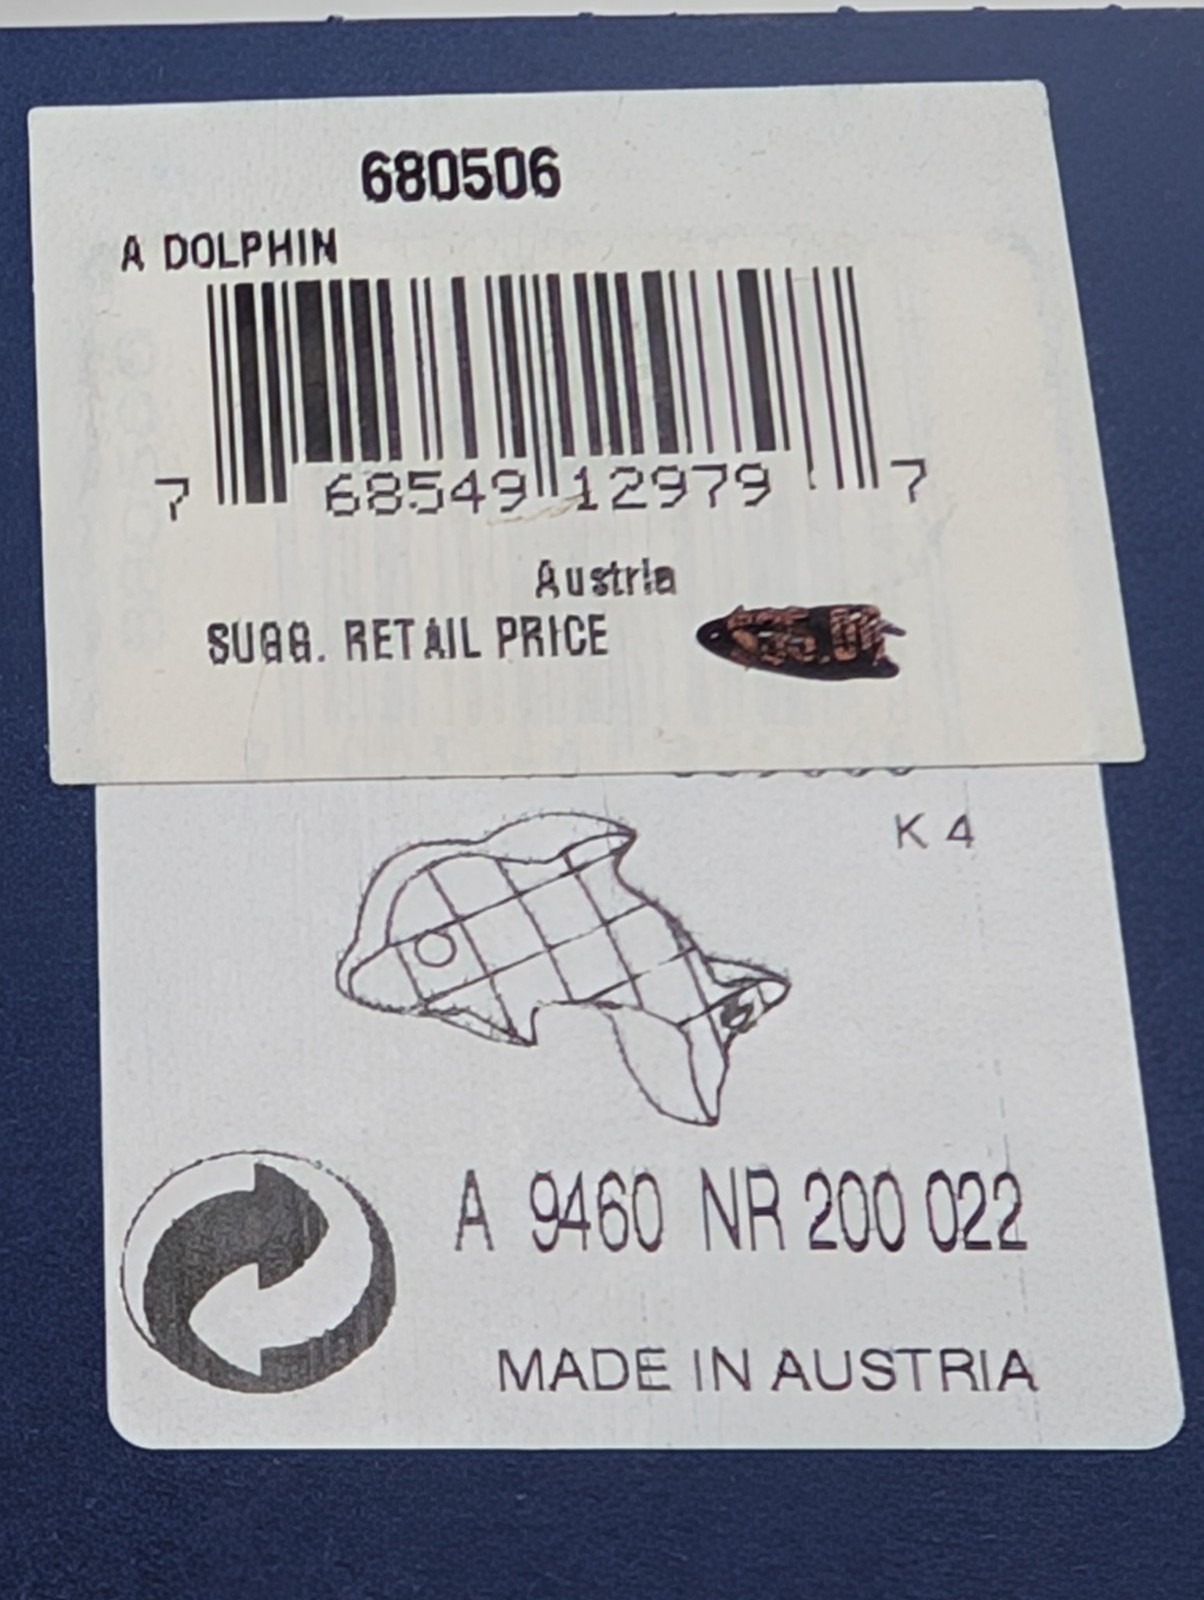 680506
A DOLPHIN
7 68549 12979 7
Austria
SUGG. RETAIL PRICE
K 4
A 9460 NR 200 022
MADE IN AUSTRIA